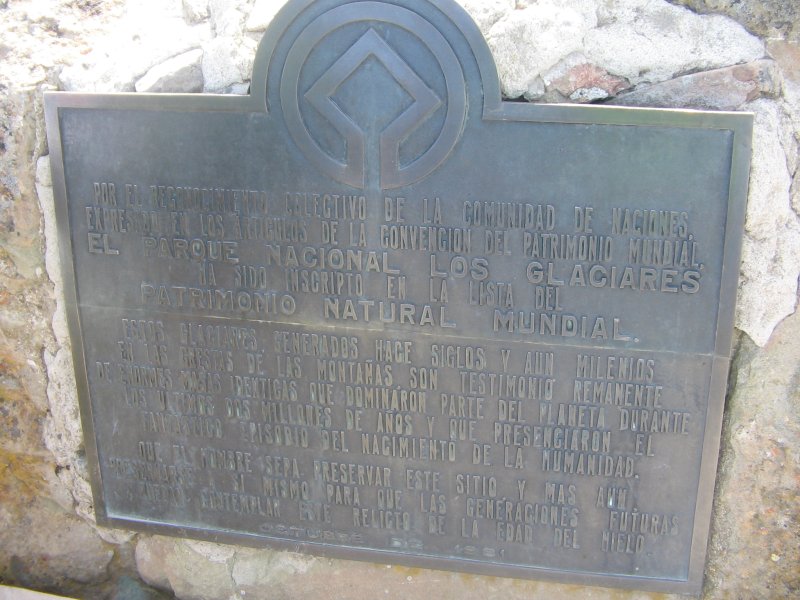 POR EL RECONOCIMIENTO COLECTIVO DE LA COMUNIDAD DE NACIONES,
EXPRESADO EN LOS ARTICULOS DE LA CONVENCION DEL PATRIMONIO MUNDIAL,
EL PARQUE NACIONAL LOS GLACIARES
HA SIDO INSCRIPTO EN LA LISTA DEL
PATRIMONIO NATURAL MUNDIAL.
ESTOS GLACIARES, GENERADOS HACE SIGLOS Y AUN MILENIOS
EN LAS CRESTAS DE LAS MONTAÑAS SON TESTIMONIO REMANENTE
DE ENORMES MASAS IDENTICAS QUE DOMINARON PARTE DEL PLANETA DURANTE
LOS ULTIMOS DOS MILLONES DE AÑOS Y QUE PRESENCIARON EL
FANTASTICO EPISODIO DEL NACIMIENTO DE LA HUMANIDAD.
QUE EL HOMBRE SEPA PRESERVAR ESTE SITIO Y MAS AUN
PRESERVARSE A SI MISMO PARA QUE LAS GENERACIONES FUTURAS
CONTEMPLAR ESTE RELICTO DE LA EDAD DEL HIELO.
OCTUBRE DE 1981